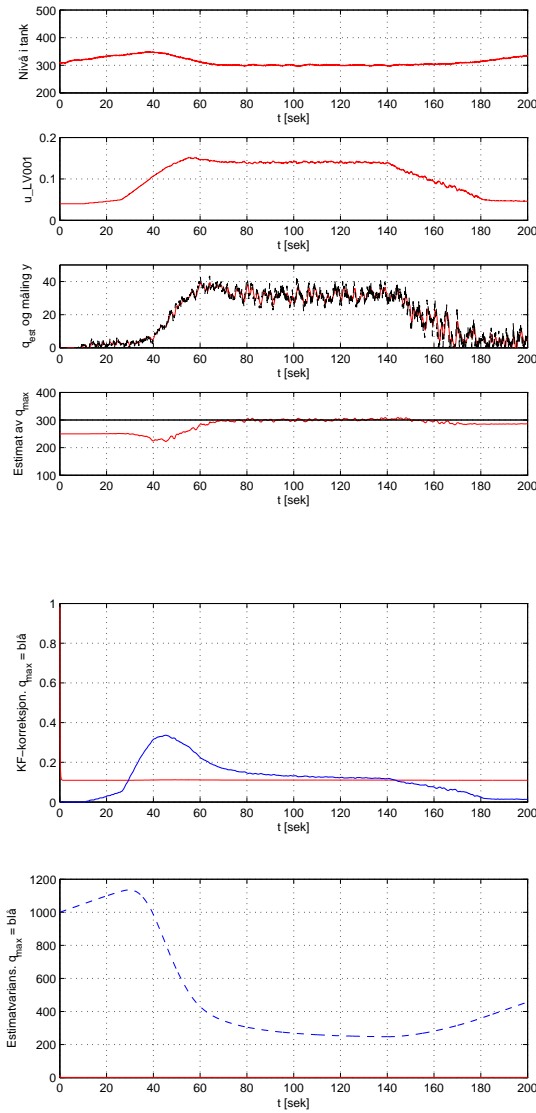 500
400
300
200
Nivå i tank
0 20 40 60 80 100 120 140 160 180 200
t [sek]
0.2
0.1
0
u_LV001
0 20 40 60 80 100 120 140 160 180 200
t [sek]
40
20
0
q_est og måling y
0 20 40 60 80 100 120 140 160 180 200
t [sek]
400
300
200
100
Estimat av q_max
0 20 40 60 80 100 120 140 160 180 200
t [sek]
1
0.8
0.6
0.4
0.2
0
KF−korreksjon. q_max = blå
0 20 40 60 80 100 120 140 160 180 200
t [sek]
1200
1000
800
600
400
200
0
Estimatvarians. q_max = blå
0 20 40 60 80 100 120 140 160 180 200
t [sek]